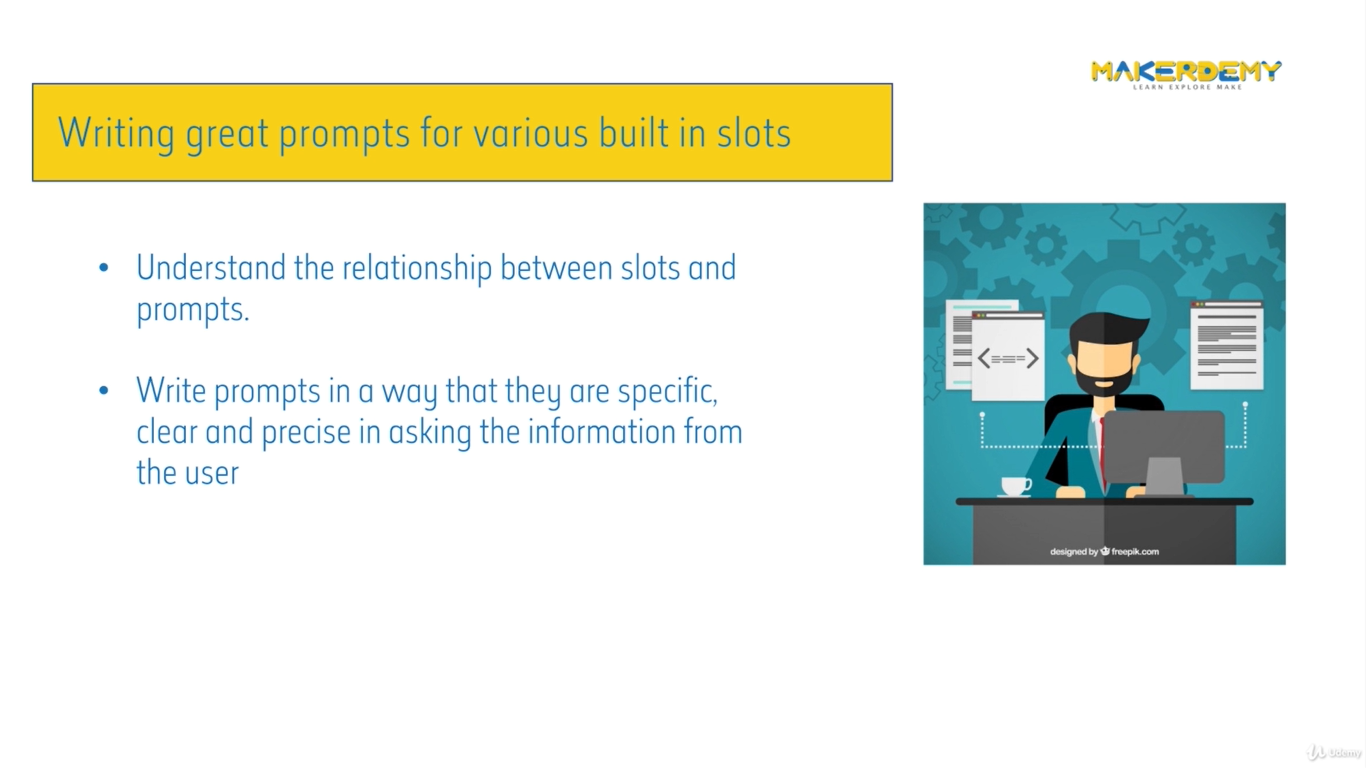 MAKERDEMY
LEARN EXPLORE MAKE
Writing great prompts for various built in slots
• Understand the relationship between slots and
prompts.
• Write prompts in a way that they are specific,
clear and precise in asking the information from
the user
designed by freepik.com
Udemy